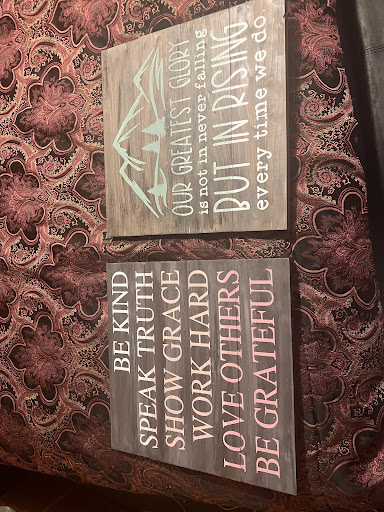 OUR GREATEST GLORY
is not in never failing
BUT IN RISING
every time we do
BE KIND
SPEAK TRUTH
SHOW GRACE
WORK HARD
LOVE OTHERS
BE GRATEFUL